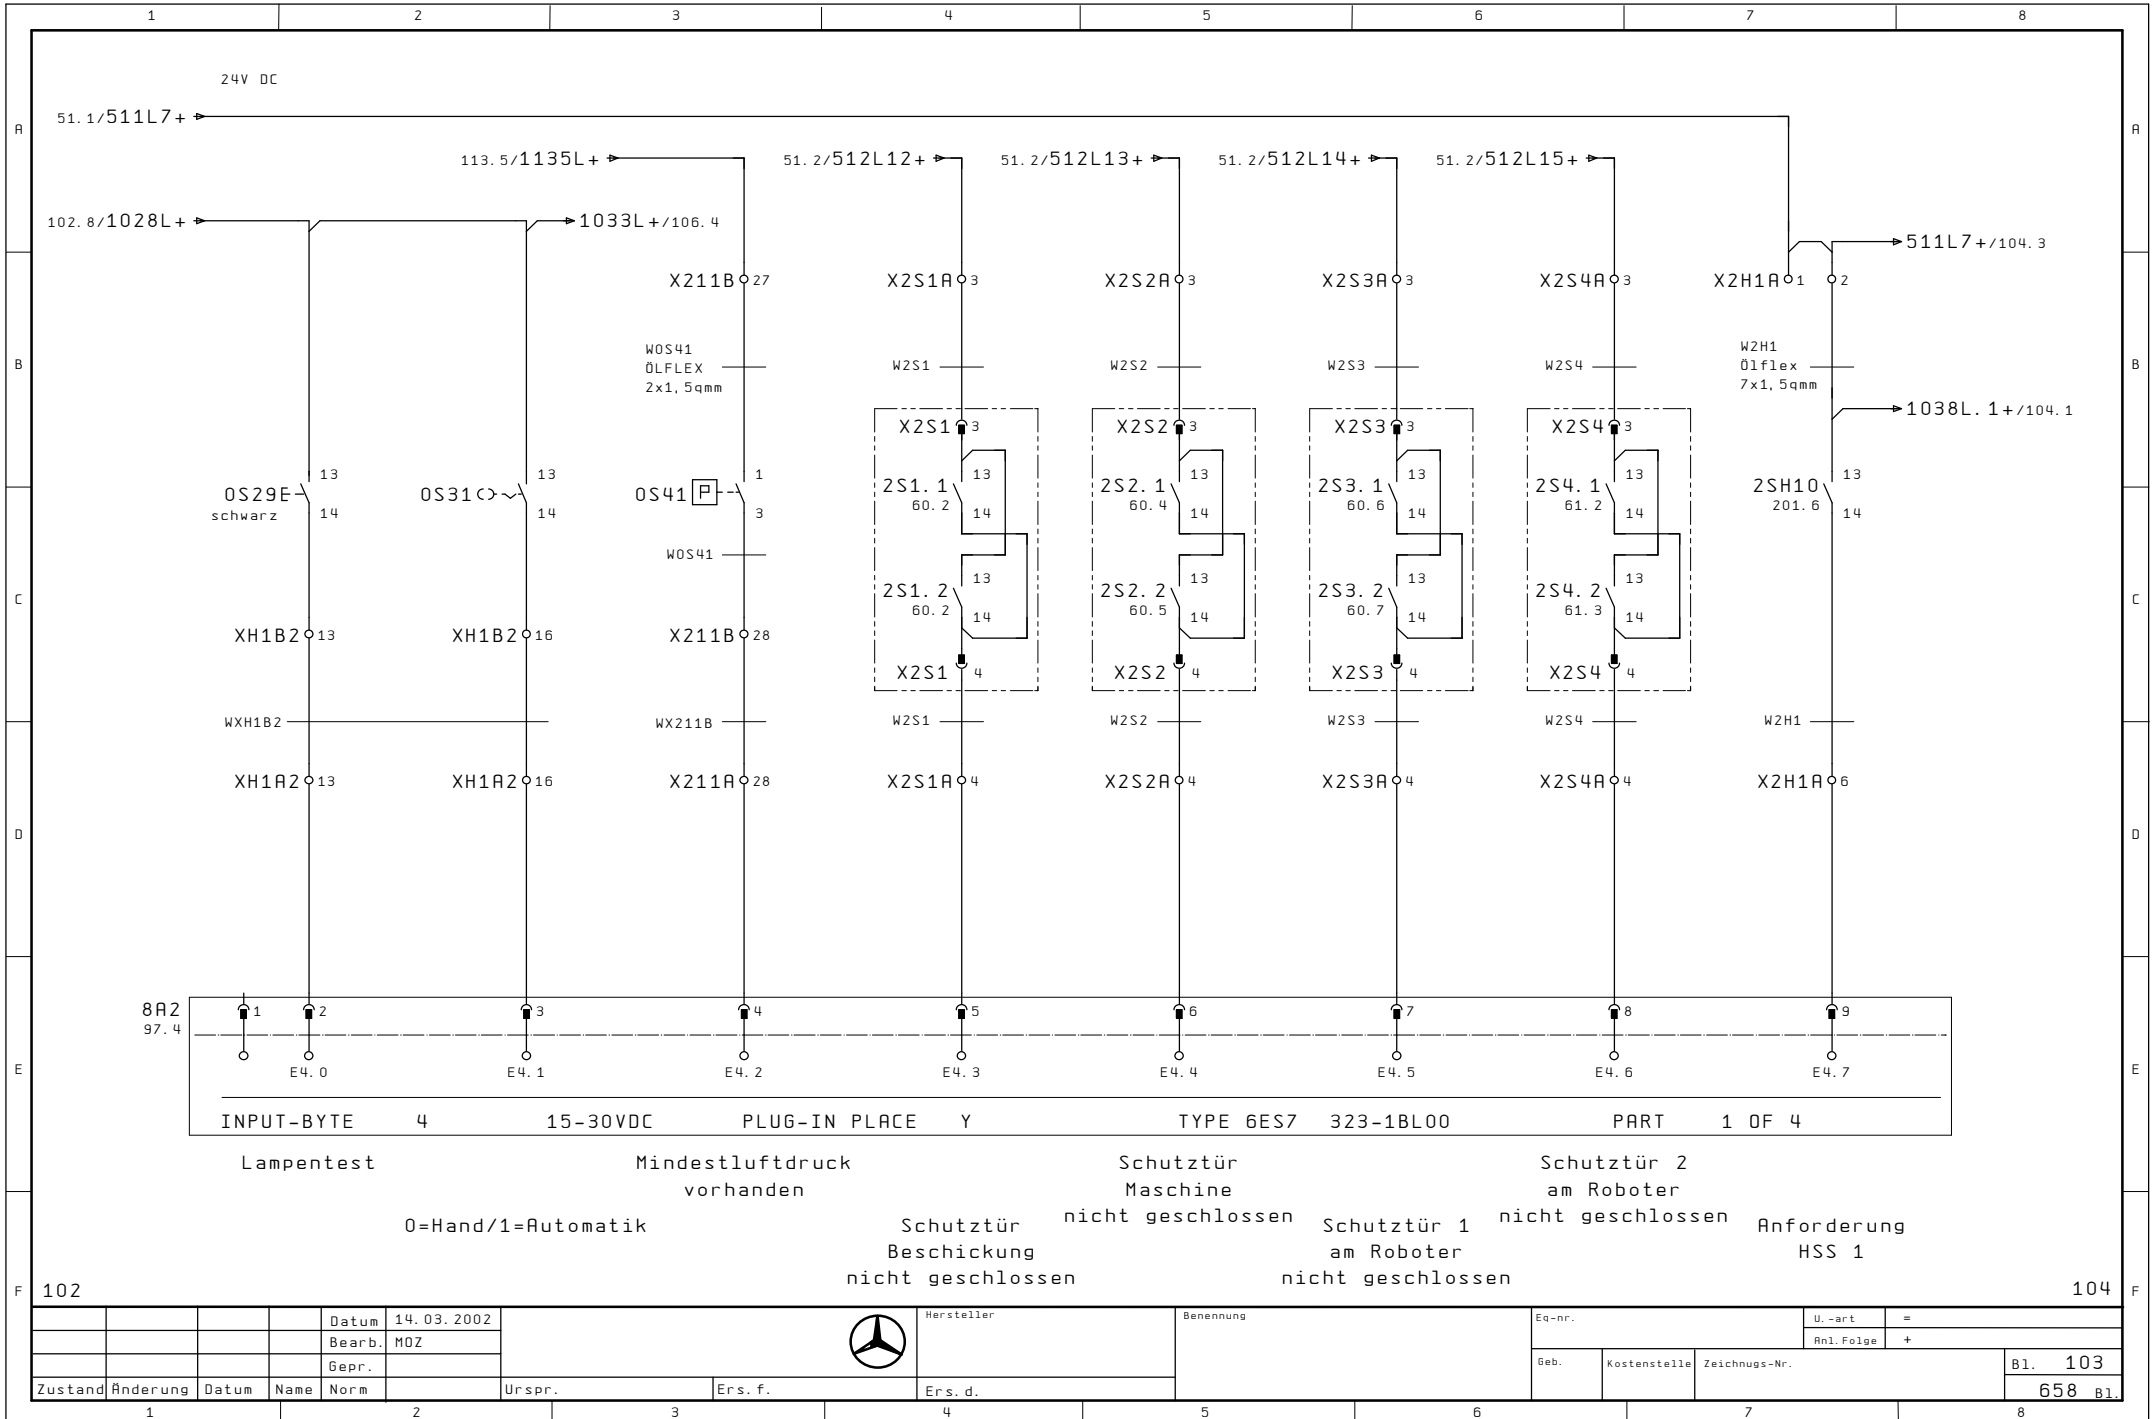 1 2 3 4 5 6 7 8
24V DC
51.1/511L7+
A A
113.5/1135L+ 51.2/512L12+ 51.2/512L13+ 51.2/512L14+ 51.2/512L15+
102.8/1028L+ 1033L+/106.4
511L7+/104.3
X211B 27 X2S1A 3 X2S2A 3 X2S3A 3 X2S4A 3 X2H1A 1 2
W0S41
ÖLFLEX
2x1,5qmm
W2S1 W2S2 W2S3 W2S4
W2H1
Ölflex
7x1,5qmm
B B
1038L.1+/104.1
X2S1 3 X2S2 3 X2S3 3 X2S4 3
13 13 1 13 13 13 13 13
0S29E 0S31 0S41 P 2S1.1 2S2.1 2S3.1 2S4.1 2SH10
schwarz 60.2 60.4 60.6 61.2 201.6
14 14 3 14 14 14 14 14
W0S41
13 13 13 13
2S1.2 2S2.2 2S3.2 2S4.2
60.2 60.5 60.7 61.3
14 14 14 14
C C
XH1B2 13 XH1B2 16 X211B 28
X2S1 4 X2S2 4 X2S3 4 X2S4 4
WXH1B2 WX211B W2S1 W2S2 W2S3 W2S4 W2H1
XH1A2 13 XH1A2 16 X211A 28 X2S1A 4 X2S2A 4 X2S3A 4 X2S4A 4 X2H1A 6
D D
8A2
97.4
1 2 3 4 5 6 7 8 9
E4.0 E4.1 E4.2 E4.3 E4.4 E4.5 E4.6 E4.7
E E
INPUT-BYTE 4 15-30VDC PLUG-IN PLACE Y TYPE 6ES7 323-1BL00 PART 1 OF 4
Lampentest
0=Hand/1=Automatik
Mindestluftdruck
vorhanden
Schutztür
Beschickung
nicht geschlossen
Schutztür
Maschine
nicht geschlossen
Schutztür 1
am Roboter
nicht geschlossen
Schutztür 2
am Roboter
nicht geschlossen
Anforderung
HSS 1
F 102 104 F
Datum 14.03.2002
Bearb. MOZ
Gepr.
Zustand Änderung Datum Name Norm Urspr. Ers.f. Ers.d.
Hersteller
Benennung
Eq-nr.
U.-art =
Anl.Folge +
Geb. Kostenstelle Zeichnugs-Nr.
Bl. 103
658 Bl.
1 2 3 4 5 6 7 8